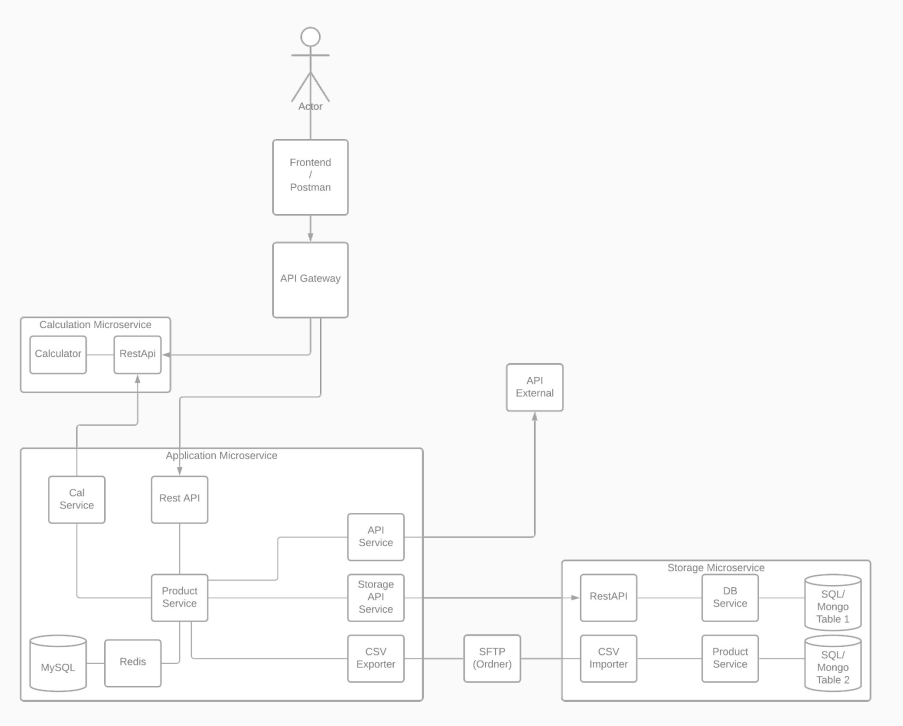 Actor
Frontend
/
Postman
API Gateway
Calculation Microservice
Calculator
RestApi
API
External
Application Microservice
Cal
Service
Rest API
API
Service
Product
Service
Storage
API
Service
MySQL
Redis
CSV
Exporter
SFTP
(Ordner)
Storage Microservice
RestAPI
DB
Service
SQL/
Mongo
Table 1
CSV
Importer
Product
Service
SQL/
Mongo
Table 2